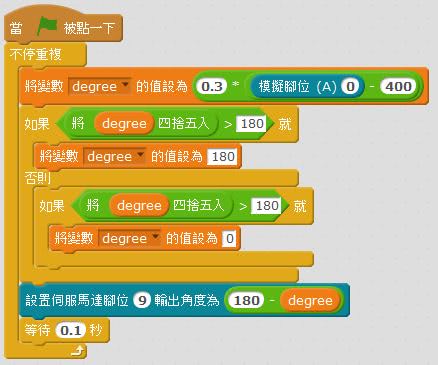 當 被點一下
不停重複
將變數 degree 的值設為 0.3 * 模擬腳位 (A) 0 - 400
如果 將 degree 四捨五入 > 180 就
將變數 degree 的值設為 180
否則
如果 將 degree 四捨五入 > 180 就
將變數 degree 的值設為 0
設置伺服馬達腳位 9 輸出角度為 180 - degree
等待 0.1 秒